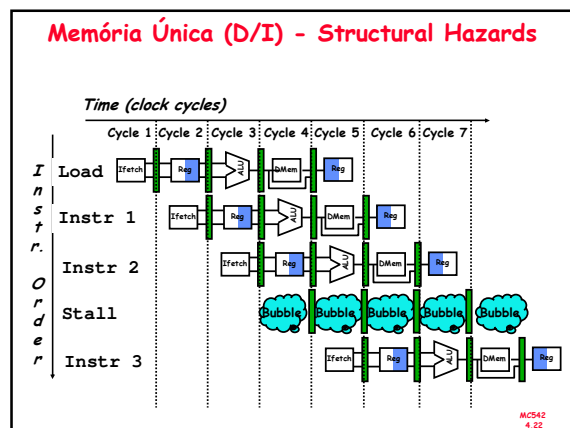 Memória Única (D/I) - Structural Hazards
Time (clock cycles)
Cycle 1 Cycle 2 Cycle 3 Cycle 4 Cycle 5 Cycle 6 Cycle 7
Instr. Order
Load Ifetch Reg ALU DMem Reg
Instr 1 Ifetch Reg ALU DMem Reg
Instr 2 Ifetch Reg ALU DMem Reg
Stall Bubble Bubble Bubble Bubble Bubble
Instr 3 Ifetch Reg ALU DMem Reg
MC542
4.22